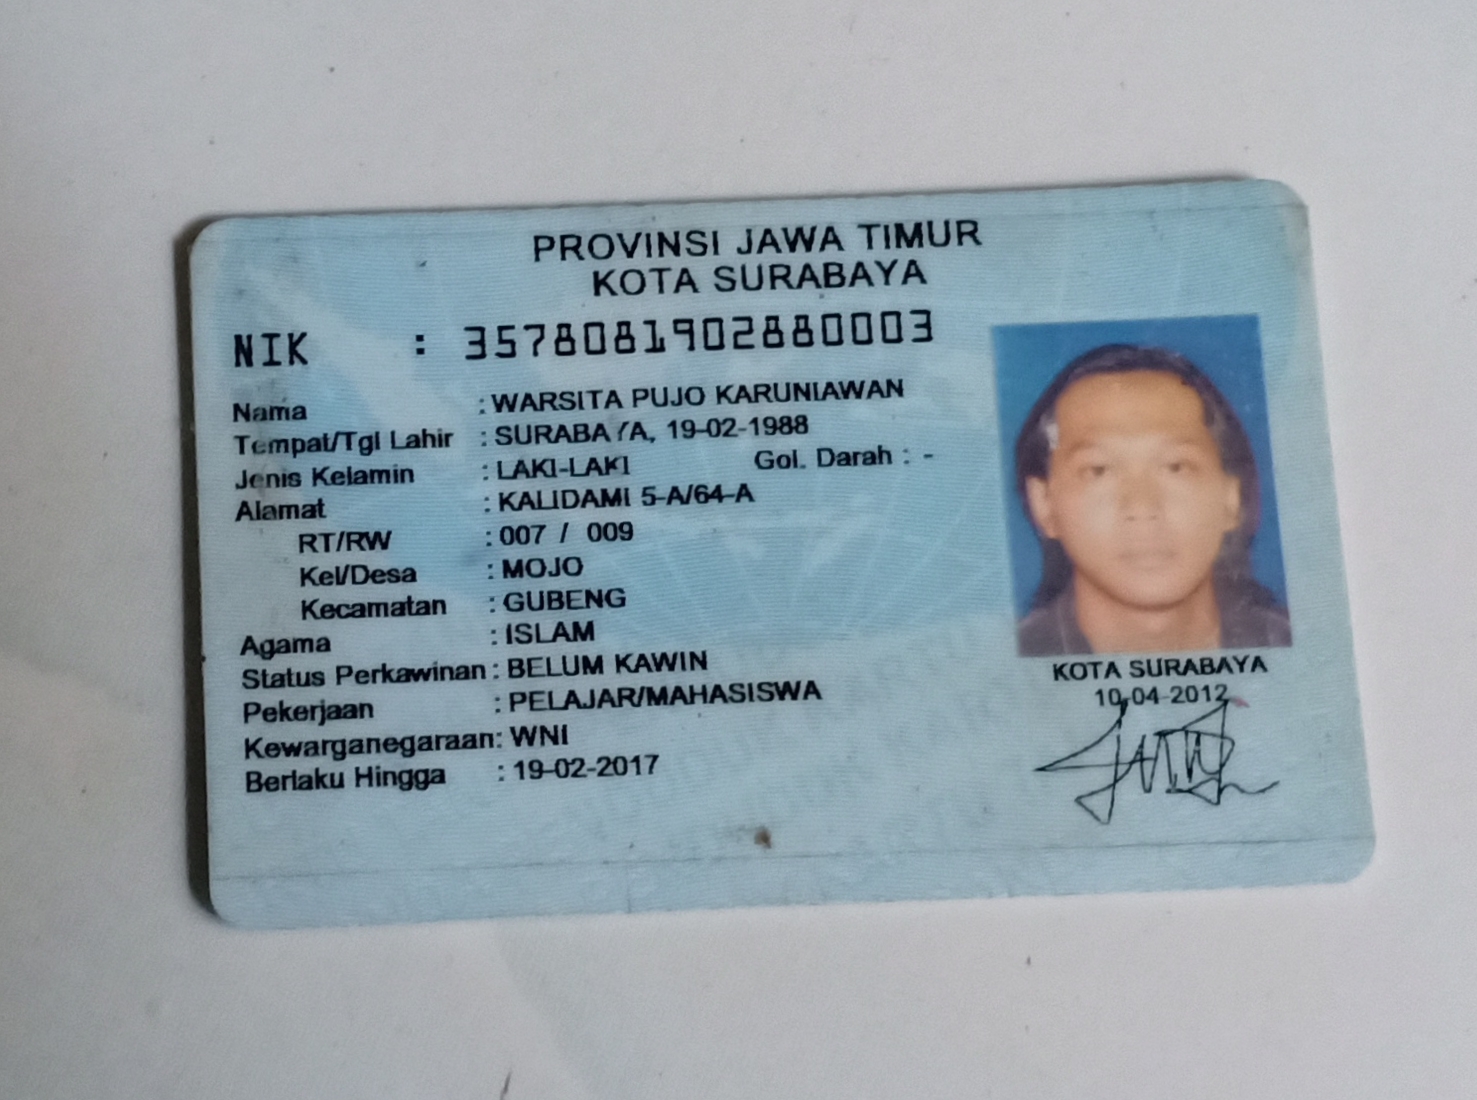 PROVINSI JAWA TIMUR
KOTA SURABAYA
NIK : 3578081902880003
Nama : WARSITA PUJO KARUNIAWAN
Tempat/Tgl Lahir : SURABAYA, 19-02-1988
Jenis Kelamin : LAKI-LAKI Gol. Darah : -
Alamat : KALIDAMI 5-A/64-A
RT/RW : 007 / 009
Kel/Desa : MOJO
Kecamatan : GUBENG
Agama : ISLAM
Status Perkawinan : BELUM KAWIN
Pekerjaan : PELAJAR/MAHASISWA
Kewarganegaraan: WNI
Berlaku Hingga : 19-02-2017
KOTA SURABAYA
10-04-2012